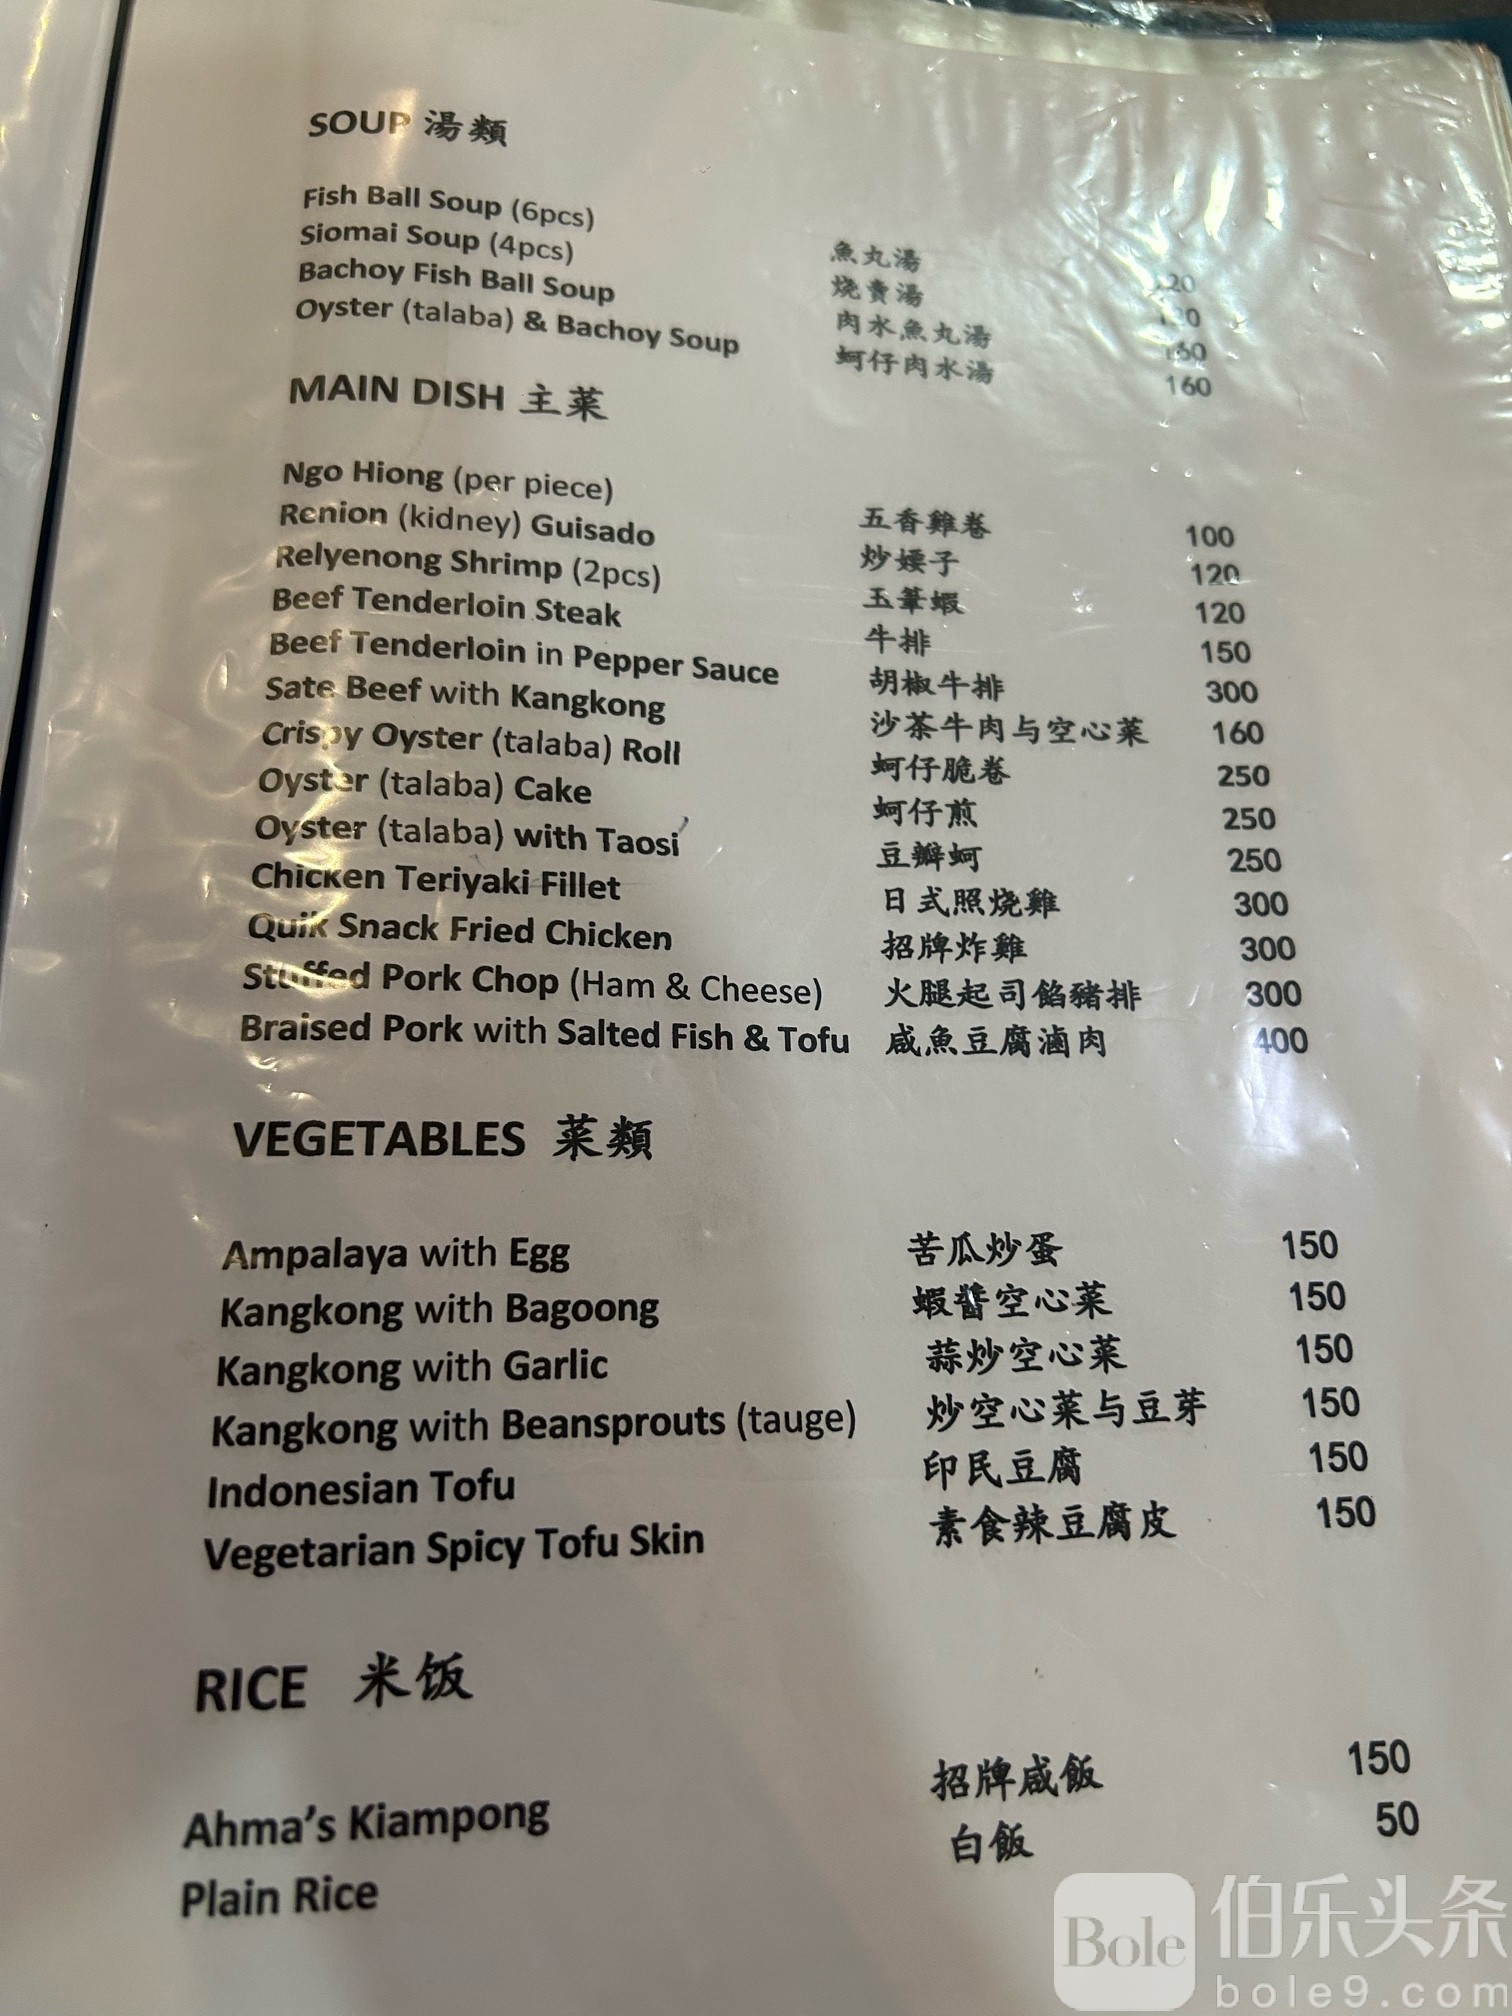 SOUP 湯類
Fish Ball Soup (6pcs) 魚丸湯
Siomai Soup (4pcs) 烧賣湯
Bachoy Fish Ball Soup 肉水魚丸湯 160
Oyster (talaba) & Bachoy Soup 蚵仔肉水湯 160
MAIN DISH 主菜
Ngo Hiong (per piece) 五香雞卷 100
Renion (kidney) Guisado 炒子 120
Relyenong Shrimp (2pcs) 玉筆蝦 120
Beef Tenderloin Steak 牛排 150
Beef Tenderloin in Pepper Sauce 胡椒牛排 300
Sate Beef with Kangkong 沙茶牛肉与空心菜 160
Crispy Oyster (talaba) Roll 蚵仔脆卷 250
Oyster (talaba) Cake 蚵仔煎 250
Oyster (talaba) with Taosi 豆瓣蚵 250
Chicken Teriyaki Fillet 日式照烧雞 300
Quik Snack Fried Chicken 招牌炸雞 300
Stuffed Pork Chop (Ham & Cheese) 火腿起司餡豬排 300
Braised Pork with Salted Fish & Tofu 咸魚豆腐滷肉 400
VEGETABLES 菜類
Ampalaya with Egg 苦瓜炒蛋 150
Kangkong with Bagoong 蝦醬空心菜 150
Kangkong with Garlic 蒜炒空心菜 150
Kangkong with Beansprouts (tauge) 炒空心菜与豆芽 150
Indonesian Tofu 印民豆腐 150
Vegetarian Spicy Tofu Skin 素食辣豆腐皮 150
RICE 米饭
Ahma's Kiampong 招牌咸飯 150
Plain Rice 白飯 50
Bole 伯乐头条
bole9.com